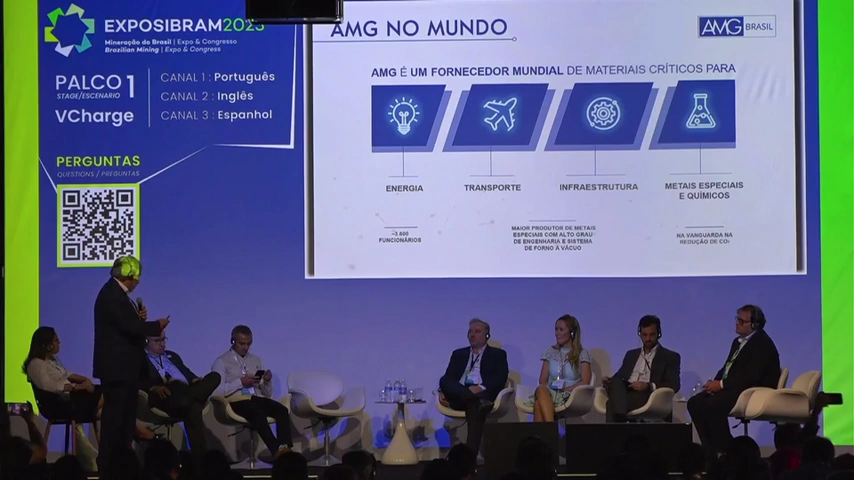 EXPOSIBRAM2023
Mineração do Brasil | Expo & Congresso
Brazilian Mining | Expo & Congress
PALCO 1
STAGE/ESCENARIO
VCharge
CANAL 1 : Português
CANAL 2 : Inglês
CANAL 3 : Espanhol
PERGUNTAS
QUESTIONS / PREGUNTAS
AMG NO MUNDO
AMG BRASIL
AMG É UM FORNECEDOR MUNDIAL DE MATERIAIS CRÍTICOS PARA
ENERGIA
TRANSPORTE
INFRAESTRUTURA
METAIS ESPECIAIS
E QUÍMICOS
FUNCIONÁRIOS
MAIOR PRODUTOR DE METAIS
ESPECIAIS COM ALTO GRAU
DE ENGENHARIA E SISTEMA
DE FORNO À VÁCUO
NA VANGUARDA NA
REDUÇÃO DE CO₂